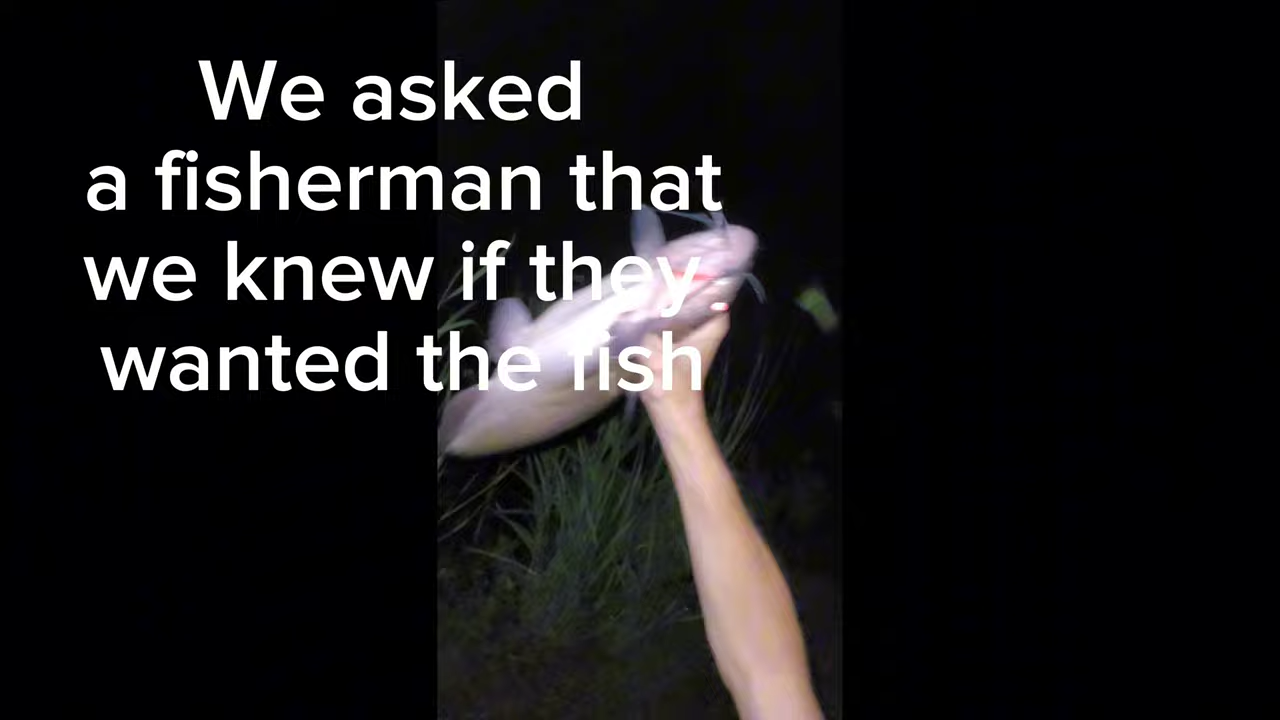 We asked
a fisherman that
we knew if they
wanted the fish